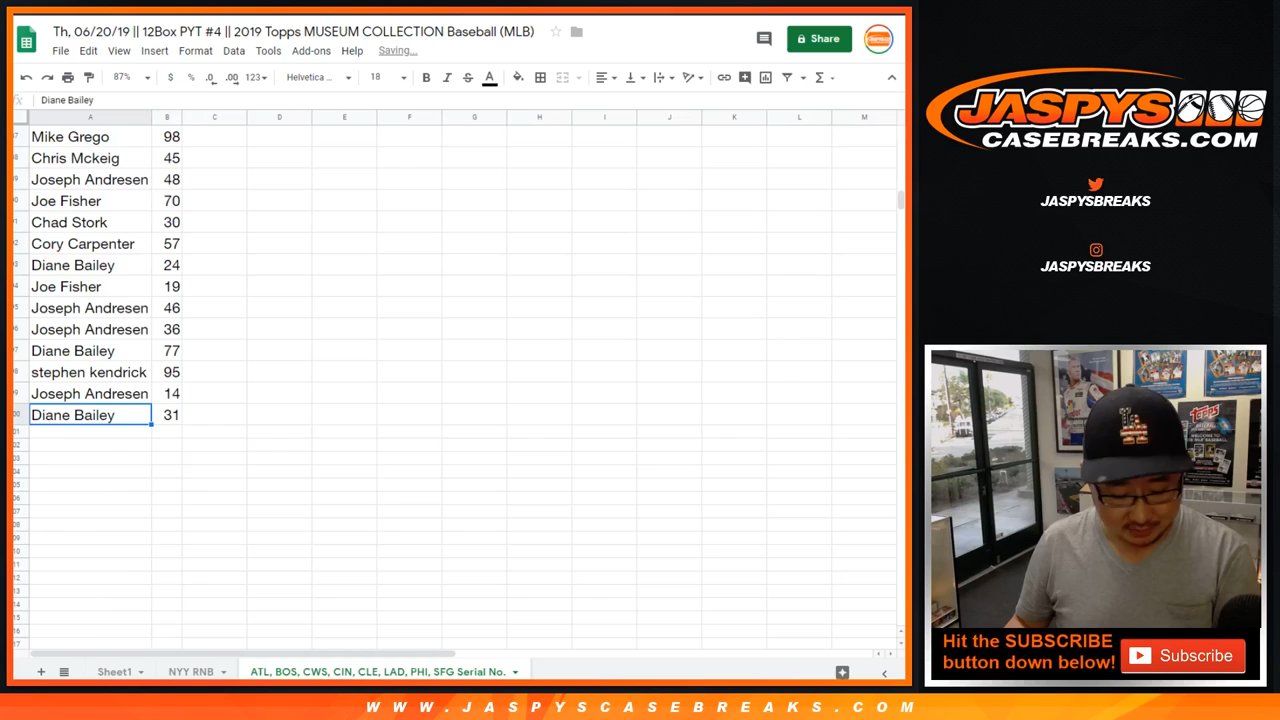 Th, 06/20/19 || 12Box PYT #4 || 2019 Topps MUSEUM COLLECTION Baseball (MLB)
File Edit View Insert Format Data Tools Add-ons Help Saving...
Share
87% $ % .0 .00 123 Helvetica ... 18 B I S A
fx Diane Bailey
A B C D E F G H I J K L M
Mike Grego 98
Chris Mckeig 45
Joseph Andresen 48
Joe Fisher 70
Chad Stork 30
Cory Carpenter 57
Diane Bailey 24
Joe Fisher 19
Joseph Andresen 46
Joseph Andresen 36
Diane Bailey 77
stephen kendrick 95
Joseph Andresen 14
Diane Bailey 31
Sheet1 NYY RNB ATL, BOS, CWS, CIN, CLE, LAD, PHI, SFG Serial No.
JASPYS
CASEBREAKS.COM
JASPYSBREAKS
JASPYSBREAKS
Topps
Hit the SUBSCRIBE
button down below!
Subscribe
WWW.JASPYSCASEBREAKS.COM